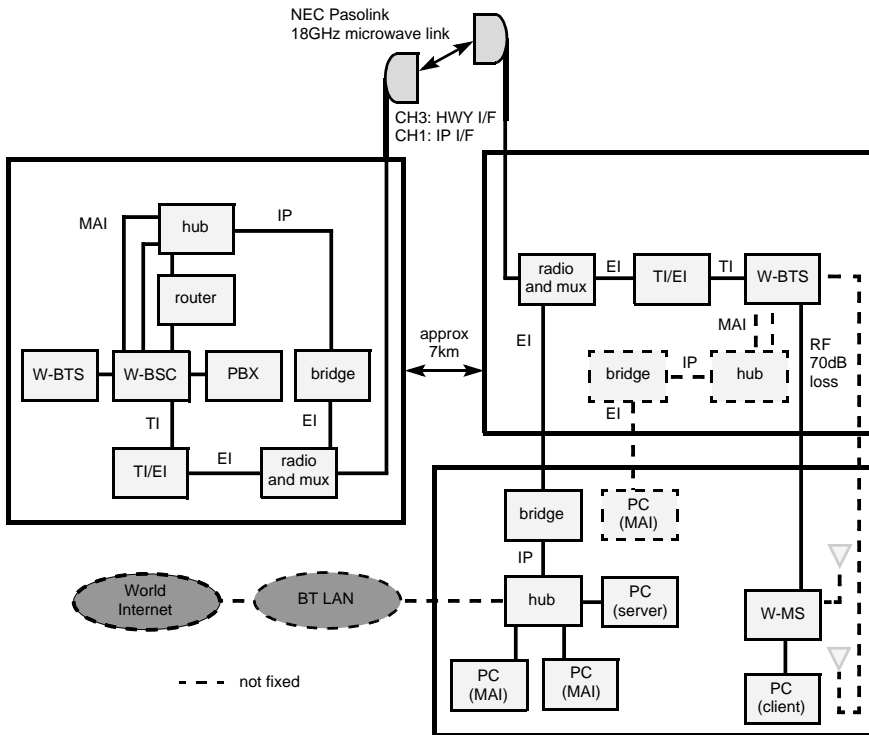 NEC Pasolink
18GHz microwave link
CH3: HWY I/F
CH1: IP I/F
MAI
hub
IP
router
W-BTS
W-BSC
PBX
bridge
TI
EI
TI/EI
EI
radio
and mux
approx
7km
radio
and mux
EI
TI/EI
TI
W-BTS
EI
MAI
RF
70dB
loss
bridge
IP
hub
EI
bridge
PC
(MAI)
IP
World
Internet
BT LAN
hub
PC
(server)
W-MS
PC
(MAI)
PC
(MAI)
PC
(client)
not fixed